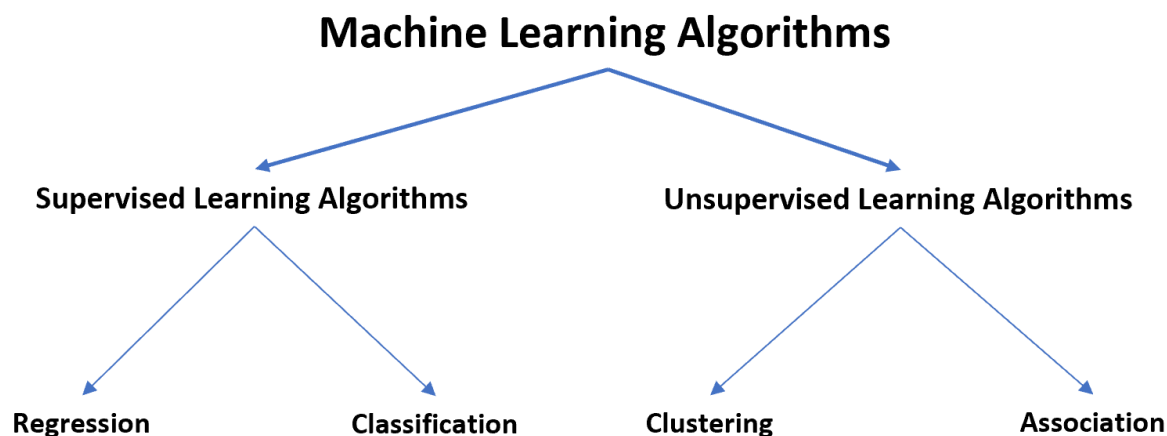 Machine Learning Algorithms
Supervised Learning Algorithms
Unsupervised Learning Algorithms
Regression
Classification
Clustering
Association